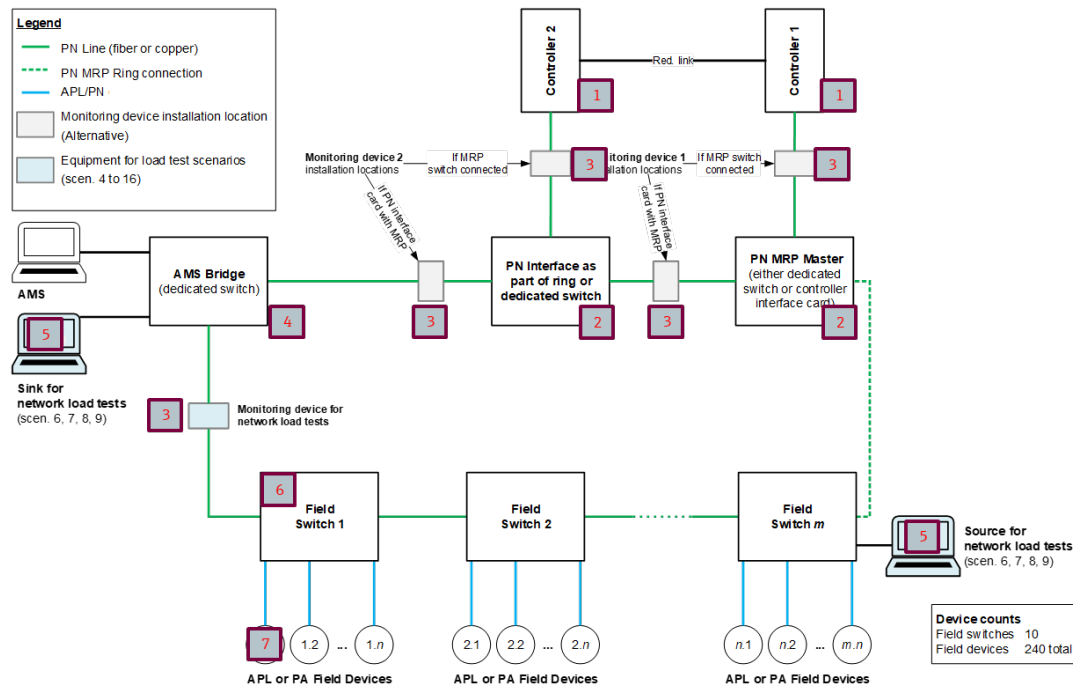 Legend
PN Line (fiber or copper)
PN MRP Ring connection
APL/PN
Monitoring device installation location
(Alternative)
Equipment for load test scenarios
(scen. 4 to 16)
Controller 2
1
Red. link
Controller 1
1
Monitoring device 2
installation locations
If MRP
switch connected
3
itoring device 1
tallation locations
If MRP switch
connected
3
If PN interface
card with MRP
If PN interface
card with MRP
AMS
AMS Bridge
(dedicated switch)
4
3
PN Interface as
part of ring or
dedicated switch
2
3
PN MRP Master
(either dedicated
switch or controller
interface card)
2
5
Sink for
network load tests
(scen. 6, 7, 8, 9)
3
Monitoring device for
network load tests
6
Field
Switch 1
Field
Switch 2
Field
Switch m
5
Source for
network load tests
(scen. 6, 7, 8, 9)
7
1.2
...
1.n
2.1
2.2
...
2.n
n.1
n.2
...
m.n
APL or PA Field Devices
APL or PA Field Devices
APL or PA Field Devices
Device counts
Field switches 10
Field devices 240 total